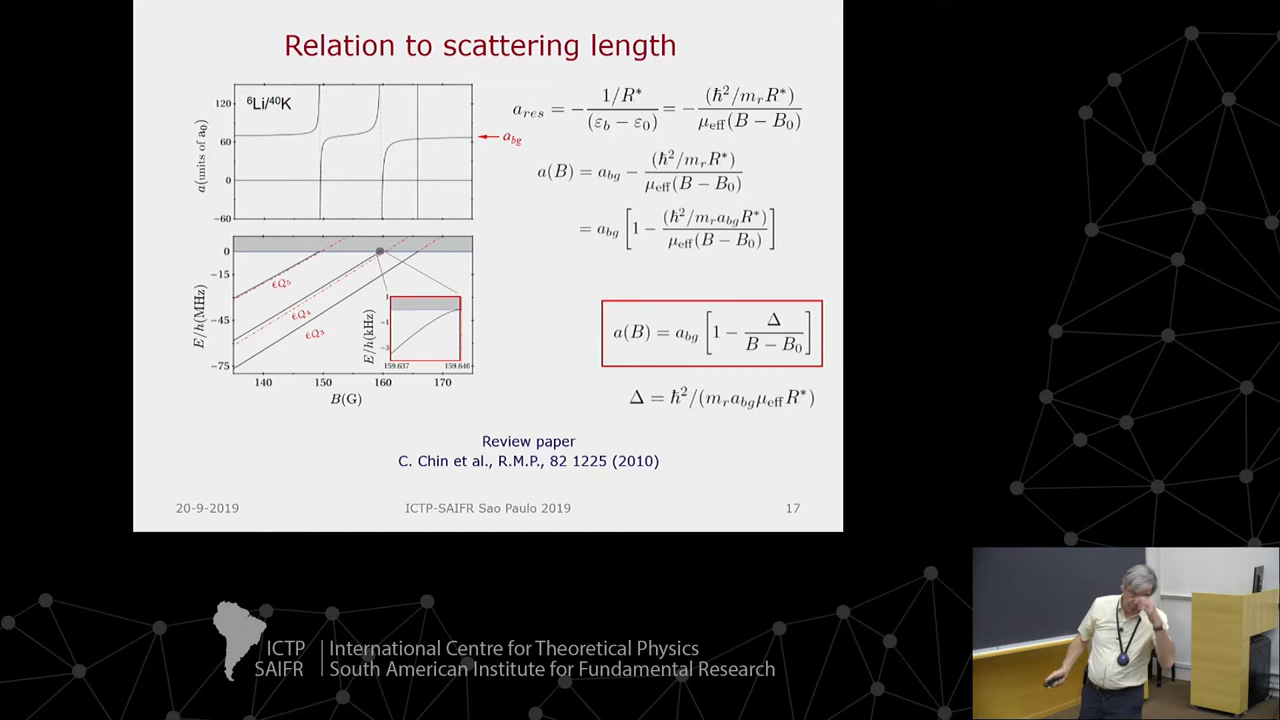 Relation to scattering length
⁶Li/⁴⁰K
120
60
0
−60
a(units of a₀)
a_bg
a_res = − (1/R*)/(ε_b − ε₀) = − (ℏ²/m_r R*)/(μ_eff(B − B₀))
a(B) = a_bg − (ℏ²/m_r R*)/(μ_eff(B − B₀))
= a_bg [1 − (ℏ²/m_r a_bg R*)/(μ_eff(B − B₀))]
0
−15
−45
−75
E/h(MHz)
ϵQ₅
ϵQ₄
ϵQ₃
1
−1
−3
E/h(kHz)
159.637 159.640
140 150 160 170
B(G)
a(B) = a_bg [1 − Δ/(B − B₀)]
Δ = ℏ²/(m_r a_bg μ_eff R*)
Review paper
C. Chin et al., R.M.P., 82 1225 (2010)
20-9-2019 ICTP-SAIFR Sao Paulo 2019 17
ICTP International Centre for Theoretical Physics
SAIFR South American Institute for Fundamental Research